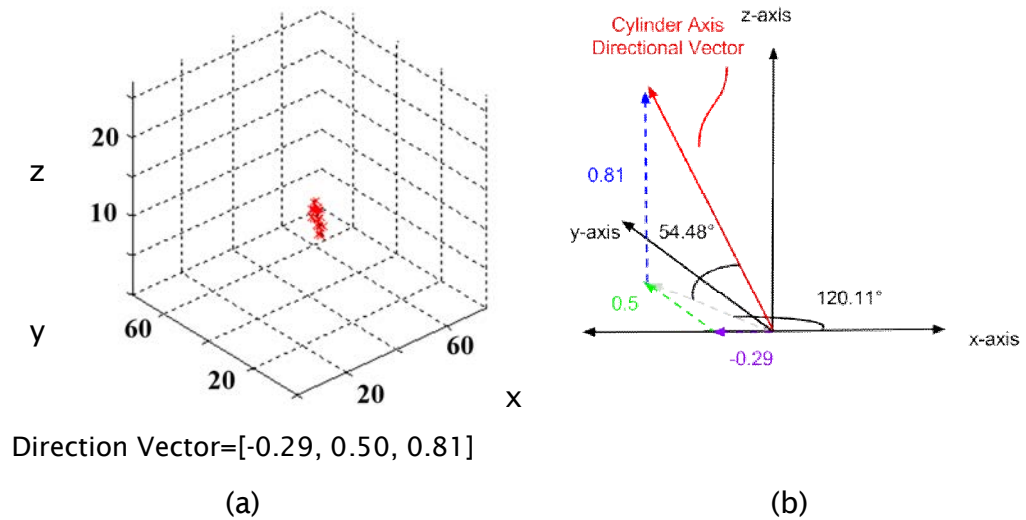 20
10
z
y
60
20
20
60
x
Direction Vector=[-0.29, 0.50, 0.81]
(a)
Cylinder Axis
Directional Vector
z-axis
0.81
y-axis
54.48°
0.5
120.11°
-0.29
x-axis
(b)